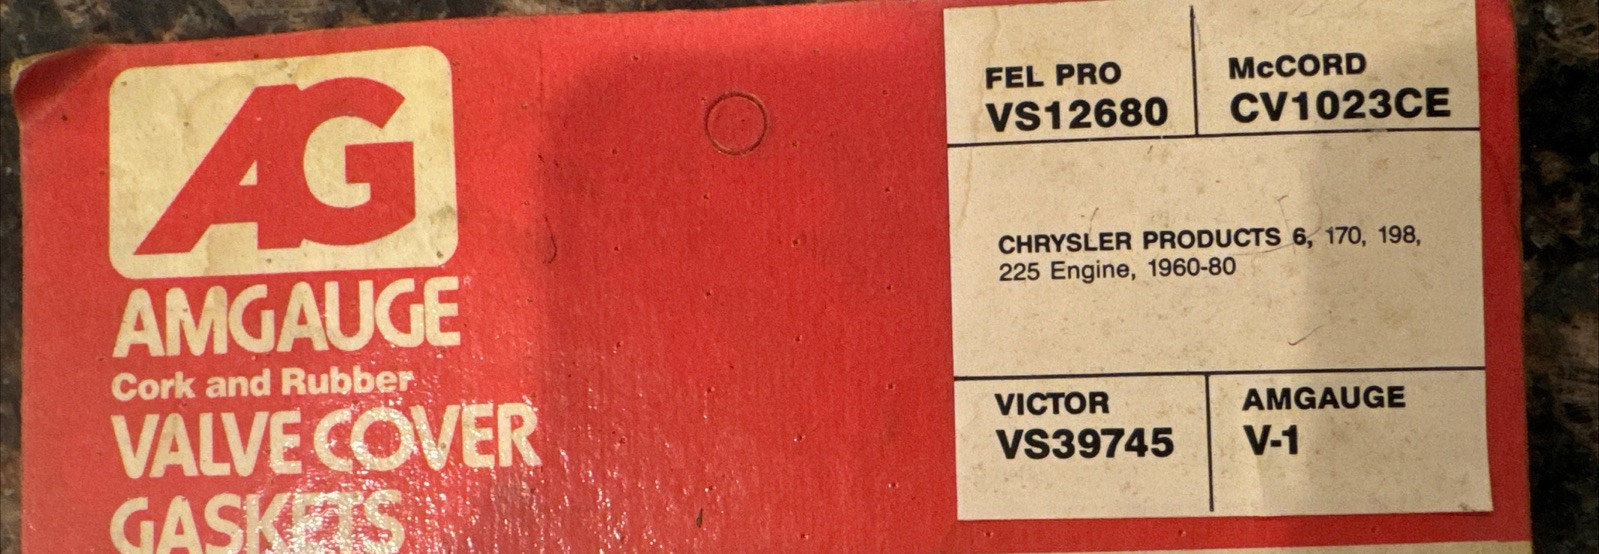 AG
AMGAUGE
Cork and Rubber
VALVE COVER
GASKETS
FEL PRO
VS12680
McCORD
CV1023CE
CHRYSLER PRODUCTS 6, 170, 198,
225 Engine, 1960-80
VICTOR
VS39745
AMGAUGE
V-1